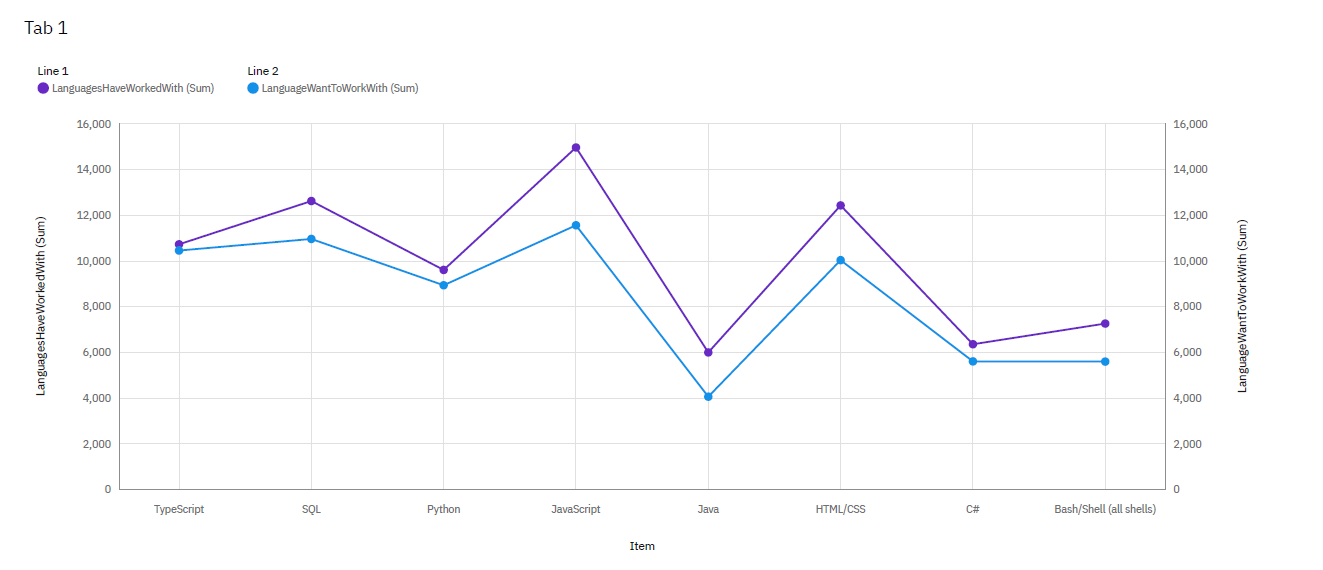 Tab 1
Line 1
LanguagesHaveWorkedWith (Sum)
Line 2
LanguageWantToWorkWith (Sum)
LanguagesHaveWorkedWith (Sum)
16,000
14,000
12,000
10,000
8,000
6,000
4,000
2,000
0
16,000
14,000
12,000
10,000
8,000
6,000
4,000
2,000
0
LanguageWantToWorkWith (Sum)
TypeScript
SQL
Python
JavaScript
Java
HTML/CSS
C#
Bash/Shell (all shells)
Item